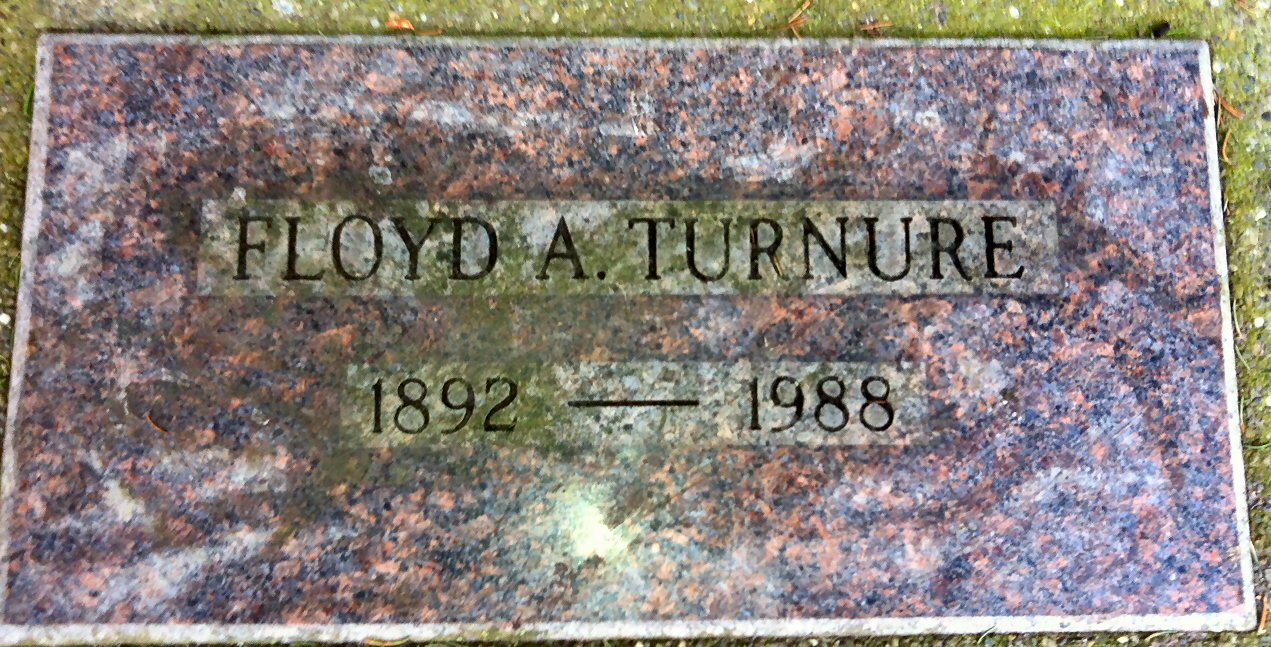 FLOYD A. TURNURE
1892 — 1988